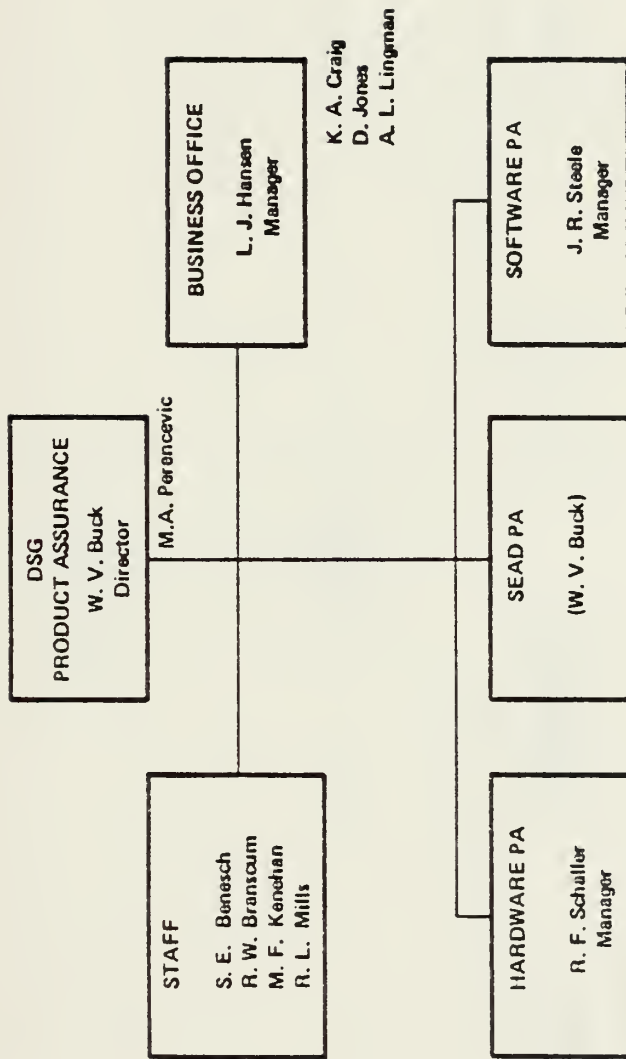 DSG
PRODUCT ASSURANCE
W. V. Buck
Director
M.A. Perencevic
STAFF
S. E. Benesch
R. W. Branscum
M. F. Kenehan
R. L. Mills
BUSINESS OFFICE
L. J. Hansen
Manager
K. A. Craig
D. Jones
A. L. Lingman
HARDWARE PA
R. F. Schaller
Manager
SEAD PA
(W. V. Buck)
SOFTWARE PA
J. R. Steele
Manager